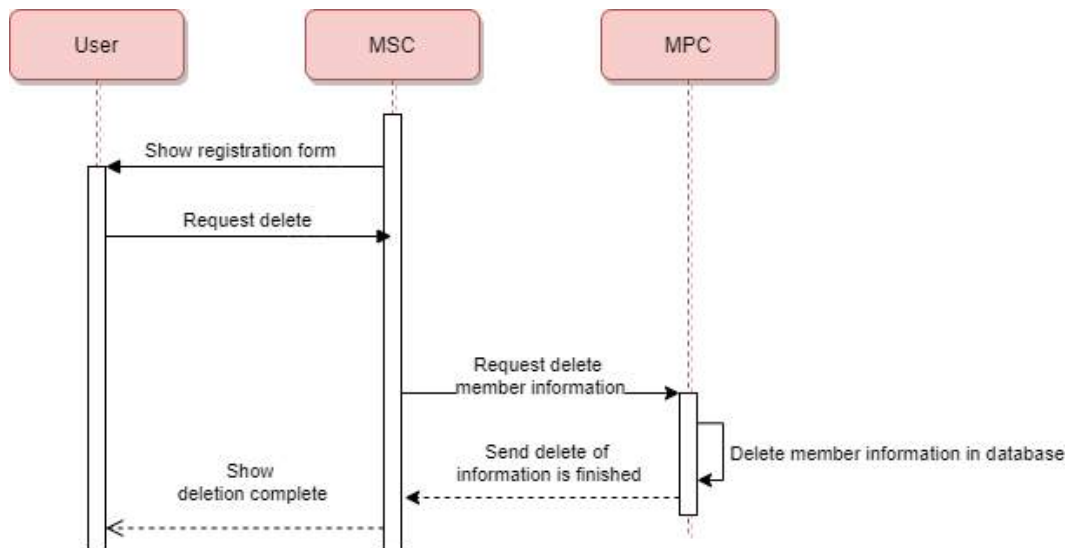 User
MSC
MPC
Show registration form
Request delete
Request delete
member information
Delete member information in database
Send delete of
information is finished
Show
deletion complete